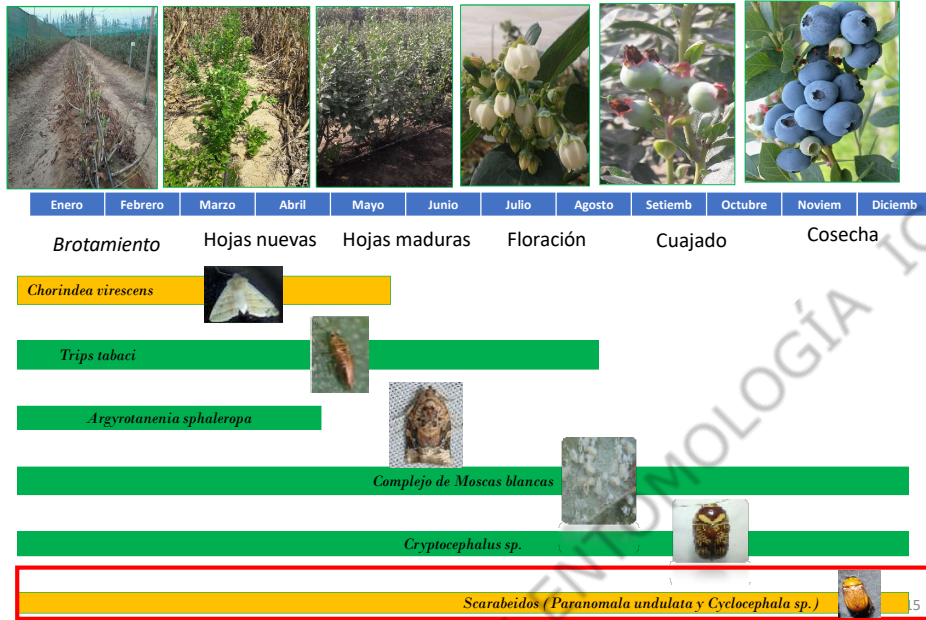 Enero Febrero Marzo Abril Mayo Junio Julio Agosto Setiemb Octubre Noviem Diciemb
Brotamiento Hojas nuevas Hojas maduras Floración Cuajado Cosecha
Chorindea virescens
Trips tabaci
Argyrotanenia sphaleropa
Complejo de Moscas blancas
Cryptocephalus sp.
Scarabeidos (Paranomala undulata y Cyclocephala sp.)
15
ENTOMOLOGÍA